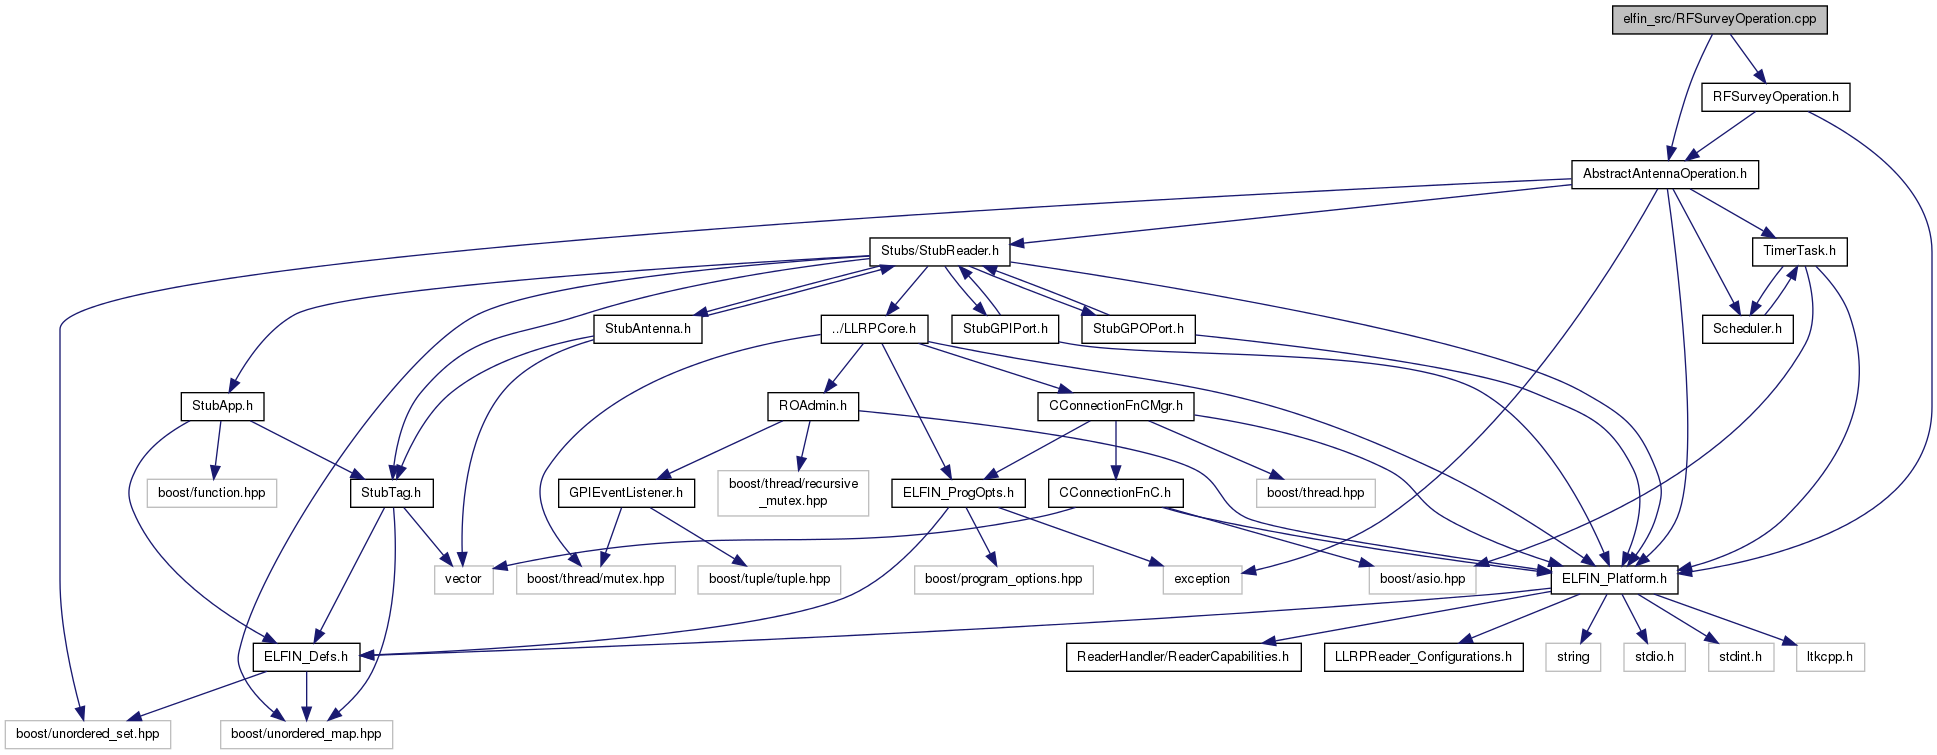 elfin_src/RFSurveyOperation.cpp
RFSurveyOperation.h
AbstractAntennaOperation.h
Stubs/StubReader.h
TimerTask.h
StubAntenna.h
../LLRPCore.h
StubGPIPort.h
StubGPOPort.h
Scheduler.h
StubApp.h
ROAdmin.h
CConnectionFnCMgr.h
boost/function.hpp
StubTag.h
GPIEventListener.h
boost/thread/recursive
_mutex.hpp
ELFIN_ProgOpts.h
CConnectionFnC.h
boost/thread.hpp
vector
boost/thread/mutex.hpp
boost/tuple/tuple.hpp
boost/program_options.hpp
exception
boost/asio.hpp
ELFIN_Platform.h
ELFIN_Defs.h
ReaderHandler/ReaderCapabilities.h
LLRPReader_Configurations.h
string
stdio.h
stdint.h
ltkcpp.h
boost/unordered_set.hpp
boost/unordered_map.hpp